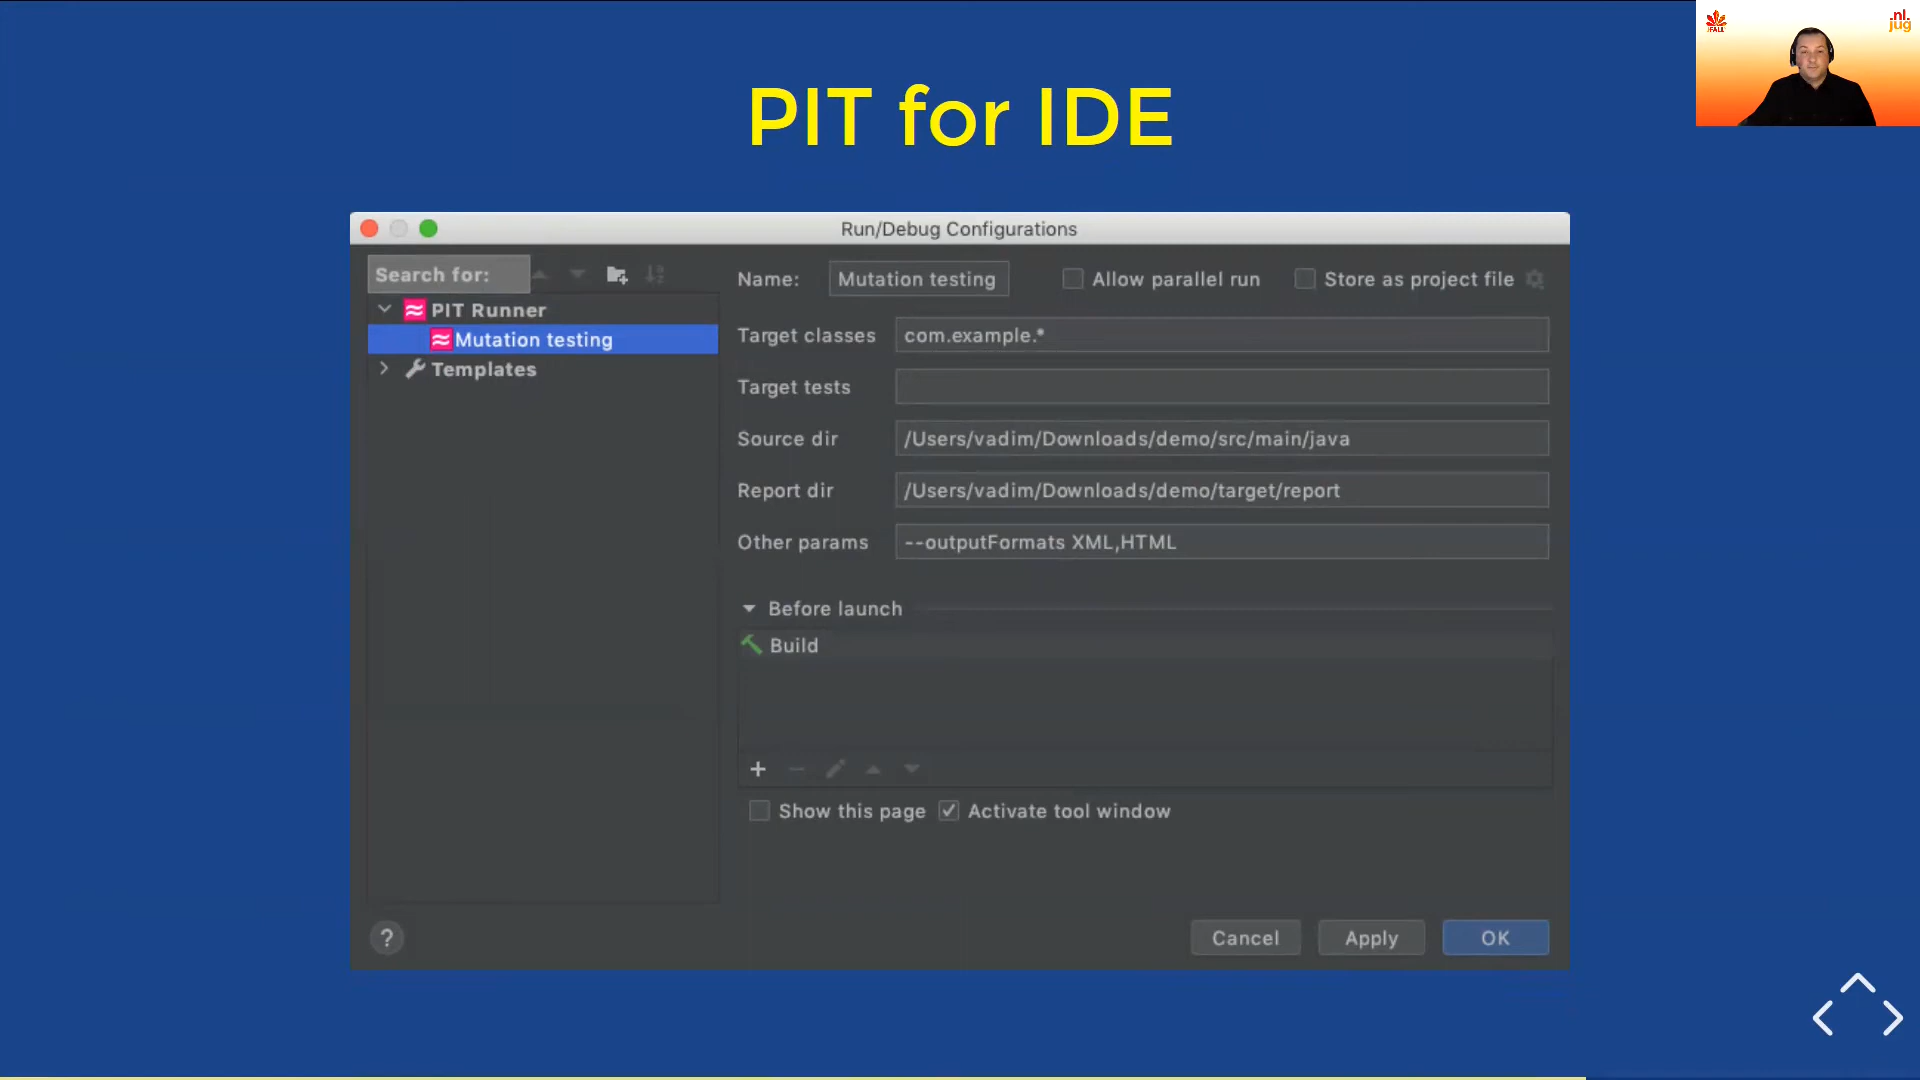 PIT for IDE
FALL
.nl
jug
Run/Debug Configurations
Search for:
PIT Runner
Mutation testing
Templates
Name: Mutation testing Allow parallel run Store as project file
Target classes com.example.*
Target tests
Source dir /Users/vadim/Downloads/demo/src/main/java
Report dir /Users/vadim/Downloads/demo/target/report
Other params --outputFormats XML,HTML
Before launch
Build
Show this page Activate tool window
? Cancel Apply OK